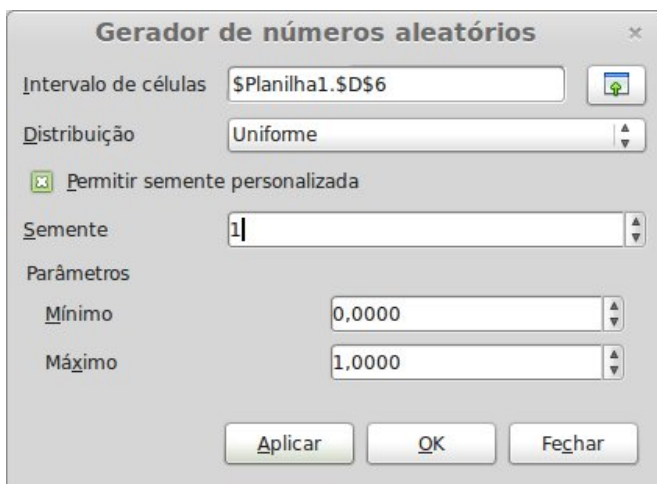 Gerador de números aleatórios
Intervalo de células $Planilha1.$D$6
Distribuição Uniforme
Permitir semente personalizada
Semente 1
Parâmetros
Mínimo 0,0000
Máximo 1,0000
Aplicar OK Fechar